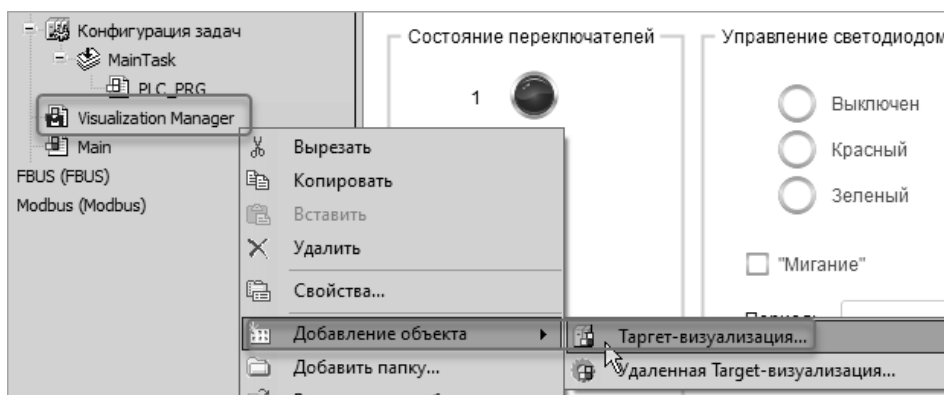 Конфигурация задач
MainTask
PLC_PRG
Visualization Manager
Main
FBUS (FBUS)
Modbus (Modbus)
Вырезать
Копировать
Вставить
Удалить
Свойства...
Добавление объекта
Добавить папку...
Таргет-визуализация...
Удаленная Target-визуализация...
Состояние переключателей
1
Управление светодиодом
Выключен
Красный
Зеленый
"Мигание"